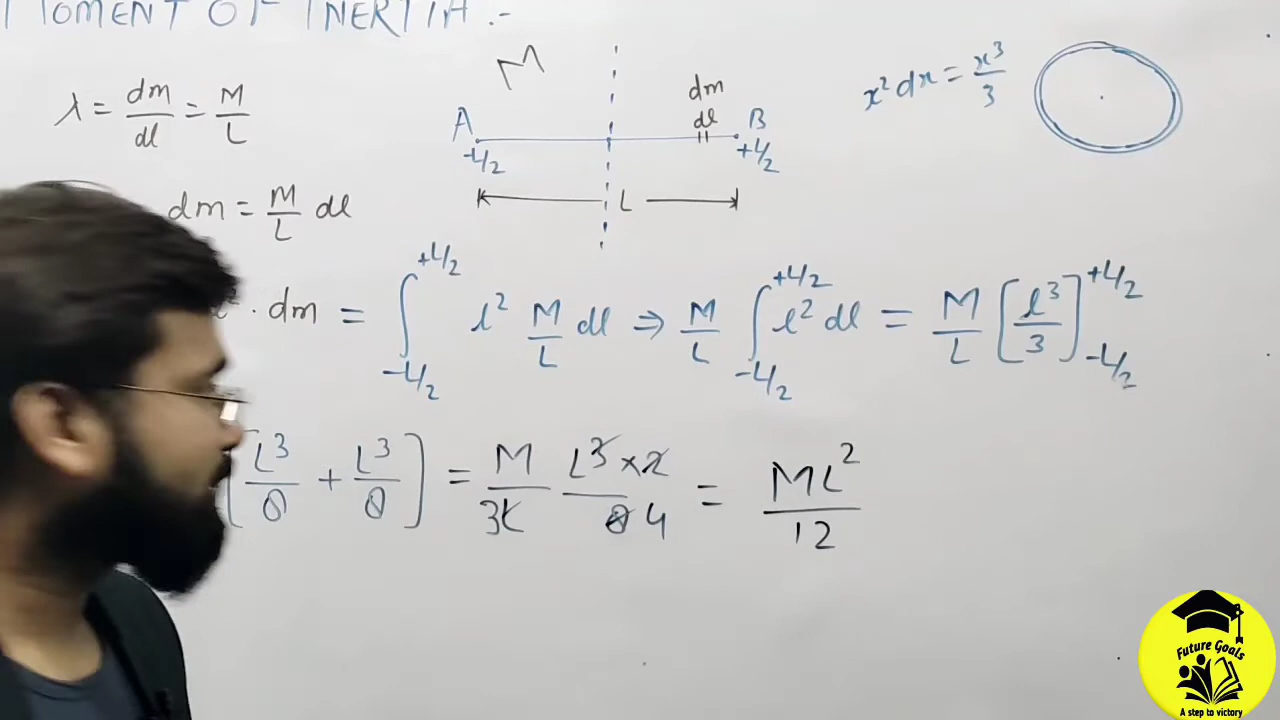 MOMENT OF INERTIA :-
λ = dm/dl = M/L
M
dm
dl
A
B
-L/2
+L/2
L
x² dx = x³/3
dm = M/L dl
. dm = ∫_{-L/2}^{+L/2} l² M/L dl ⇒ M/L ∫_{-L/2}^{+L/2} l² dl = M/L [l³/3]_{-L/2}^{+L/2}
[L³/8 + L³/8] = M/3L L³×2/8 4 = ML²/12
Future Goals
A step to victory